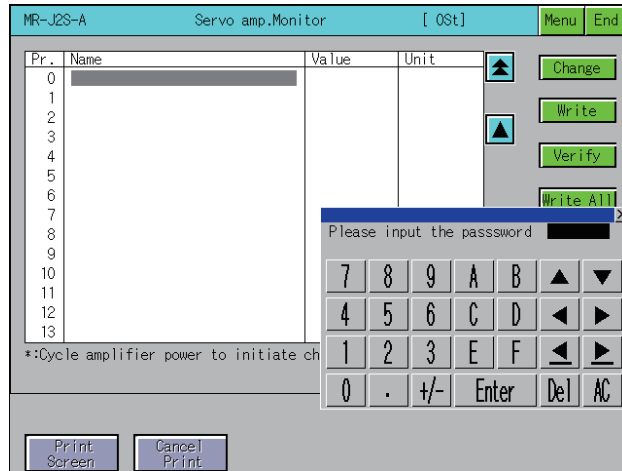 MR-J2S-A Servo amp.Monitor [ 0St] Menu End
Pr. Name Value Unit
0
1
2
3
4
5
6
7
8
9
10
11
12
13
Change
Write
Verify
Write All
Please input the passsword
7 8 9 A B ▲ ▼
4 5 6 C D ◀ ▶
1 2 3 E F ◀ ▶
0 . +/- Enter Del AC
*:Cycle amplifier power to initiate ch
Print Screen
Cancel Print